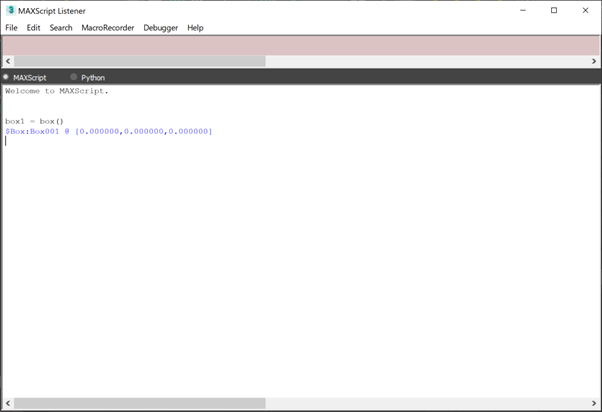 MAXScript Listener
File Edit Search MacroRecorder Debugger Help
MAXScript Python
Welcome to MAXScript.
box1 = box()
$Box:Box001 @ [0.000000,0.000000,0.000000]